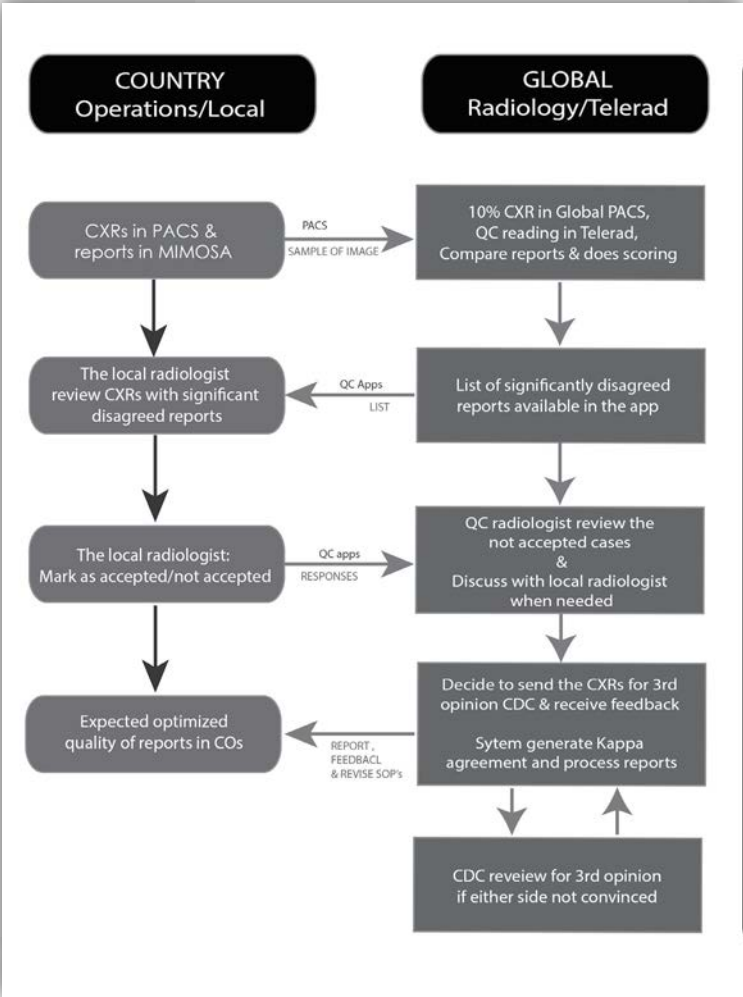 COUNTRY
Operations/Local
GLOBAL
Radiology/Telerad
CXRs in PACS &
reports in MIMOSA
PACS
SAMPLE OF IMAGE
10% CXR in Global PACS,
QC reading in Telerad,
Compare reports & does scoring
The local radiologist
review CXRs with significant
disagreed reports
QC Apps
LIST
List of significantly disagreed
reports available in the app
The local radiologist:
Mark as accepted/not accepted
QC apps
RESPONSES
QC radiologist review the
not accepted cases
&
Discuss with local radiologist
when needed
Expected optimized
quality of reports in COs
REPORT ,
FEEDBACL
& REVISE SOP's
Decide to send the CXRs for 3rd
opinion CDC & receive feedback
Sytem generate Kappa
agreement and process reports
CDC reveiew for 3rd opinion
if either side not convinced